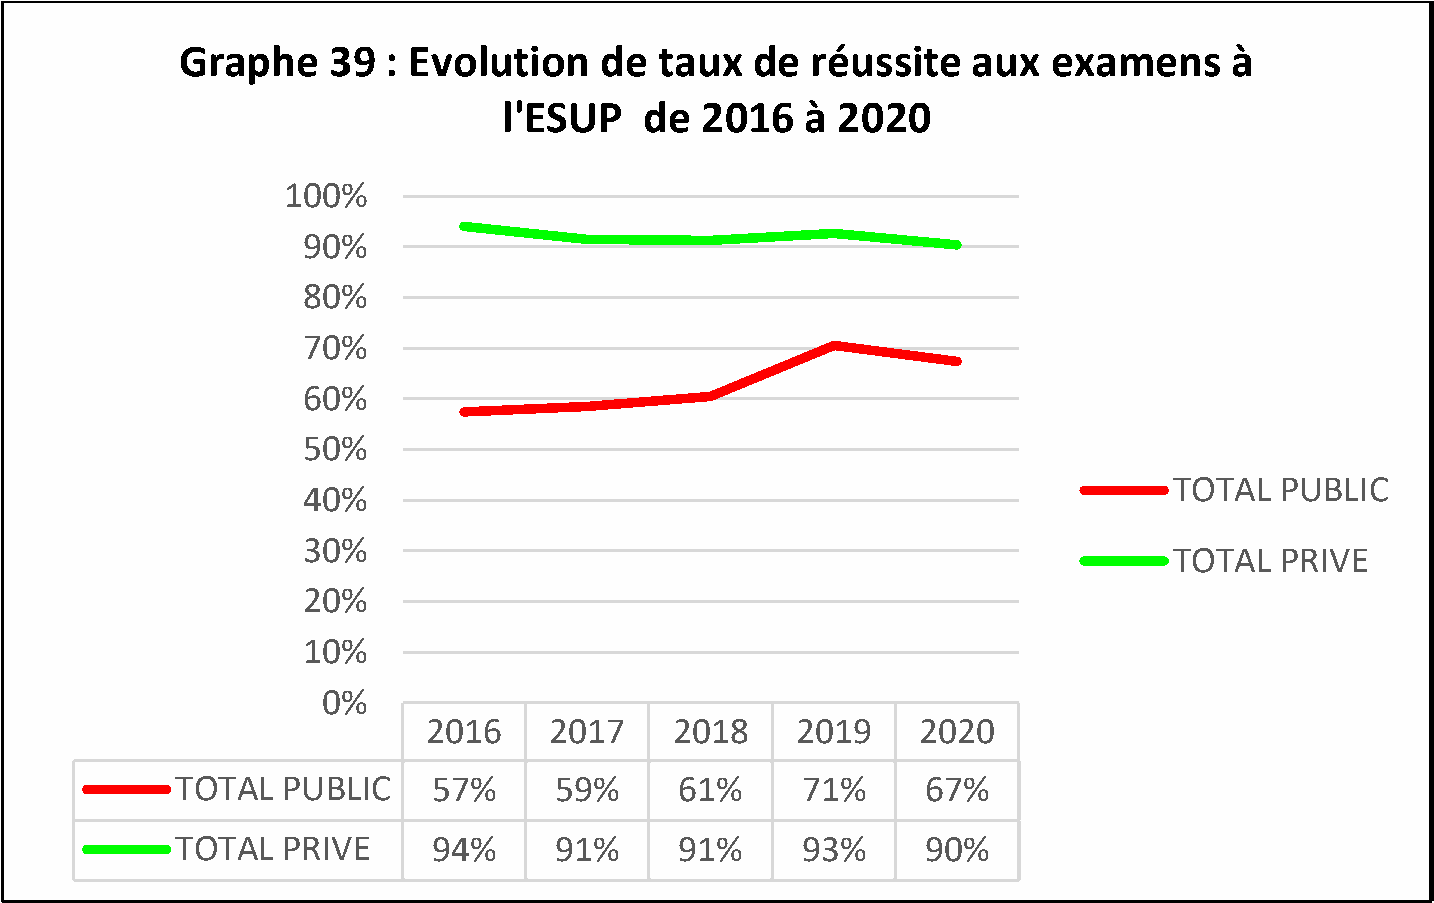 Graphe 39 : Evolution de taux de réussite aux examens à
l'ESUP  de 2016 à 2020
100%
90%
80%
70%
60%
50%
40%
30%
20%
10%
0%
TOTAL PUBLIC
TOTAL PRIVE
2016 2017 2018 2019 2020
TOTAL PUBLIC 57% 59% 61% 71% 67%
TOTAL PRIVE 94% 91% 91% 93% 90%